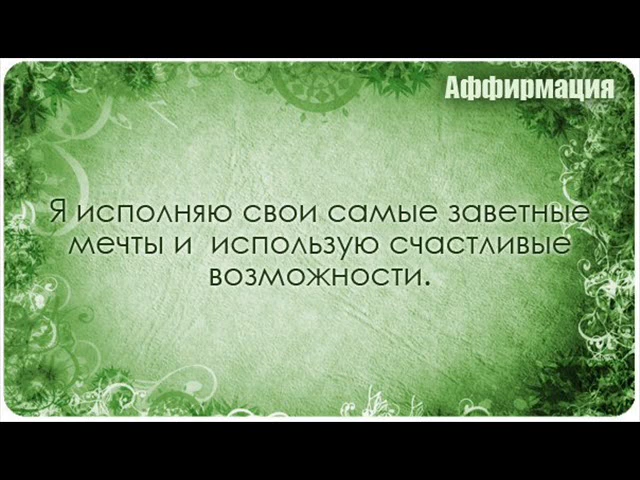 Аффирмация
Я исполняю свои самые заветные
мечты и  использую счастливые
возможности.